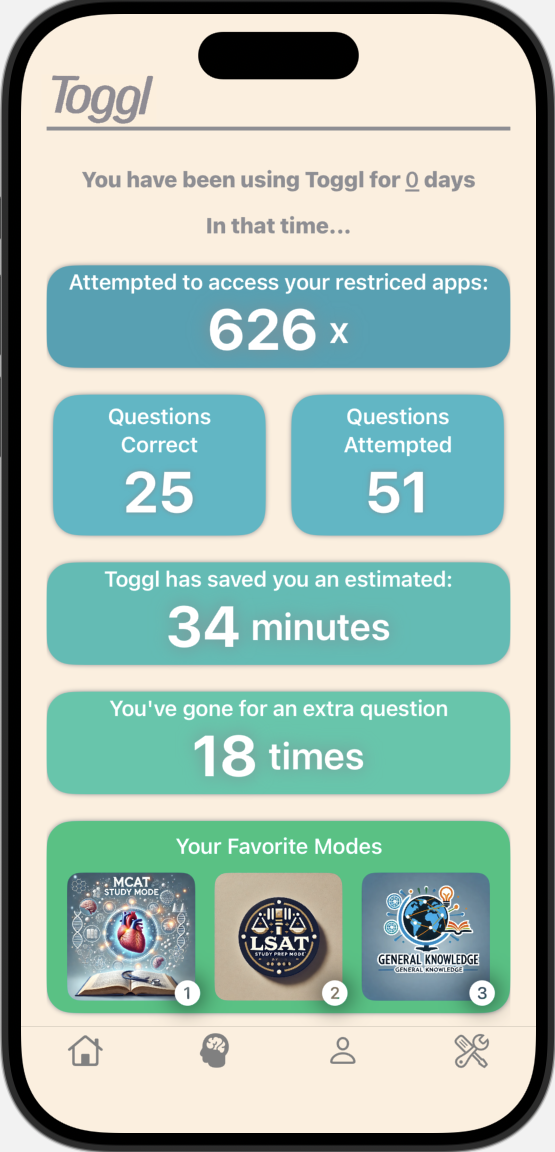 Toggl
You have been using Toggl for 0 days
In that time...
Attempted to access your restriced apps:
626 x
Questions
Correct
25
Questions
Attempted
51
Toggl has saved you an estimated:
34 minutes
You've gone for an extra question
18 times
Your Favorite Modes
MCAT
STUDY MODE
1
LSAT
STUDY PREP MODE
2
GENERAL KNOWLEDGE
GENERAL KNOWLEDGE
3